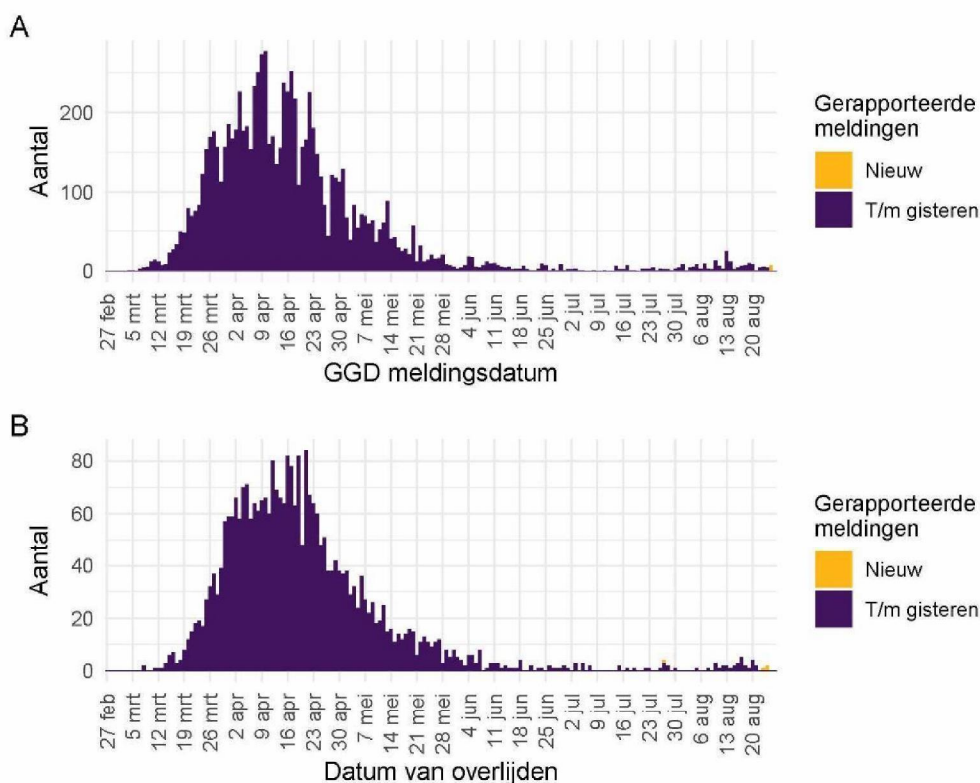 A
Aantal
200
100
0
27 feb
5 mrt
12 mrt
19 mrt
26 mrt
2 apr
9 apr
16 apr
23 apr
30 apr
7 mei
14 mei
21 mei
28 mei
4 jun
11 jun
18 jun
25 jun
2 jul
9 jul
16 jul
23 jul
30 jul
6 aug
13 aug
20 aug
GGD meldingsdatum
Gerapporteerde
meldingen
Nieuw
T/m gisteren
B
Aantal
80
60
40
20
0
27 feb
5 mrt
12 mrt
19 mrt
26 mrt
2 apr
9 apr
16 apr
23 apr
30 apr
7 mei
14 mei
21 mei
28 mei
4 jun
11 jun
18 jun
25 jun
2 jul
9 jul
16 jul
23 jul
30 jul
6 aug
13 aug
20 aug
Datum van overlijden
Gerapporteerde
meldingen
Nieuw
T/m gisteren